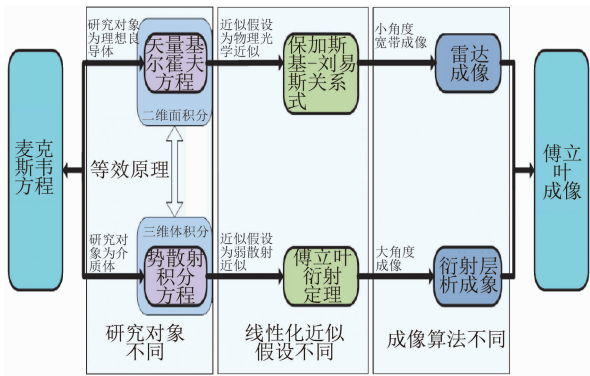 麦克
斯韦
方程
研究对象
为理想良
导体
矢量基
尔霍夫
方程
二维面积分
等效原理
三维体积分
研究对
象为介
质体
势散射
积分
方程
研究对象
不同
近似假设
为物理光
学近似
保加斯
基-刘易
斯关系
式
近似假设
为弱散射
近似
傅立叶
衍射
定理
线性化近似
假设不同
小角度
宽带成像
雷达
成像
大角度
成像
衍射层
析成象
成像算法不同
傅立
叶
成像